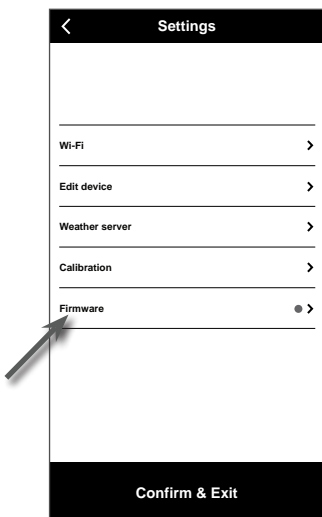 Settings
Wi-Fi
Edit device
Weather server
Calibration
Firmware
Confirm & Exit